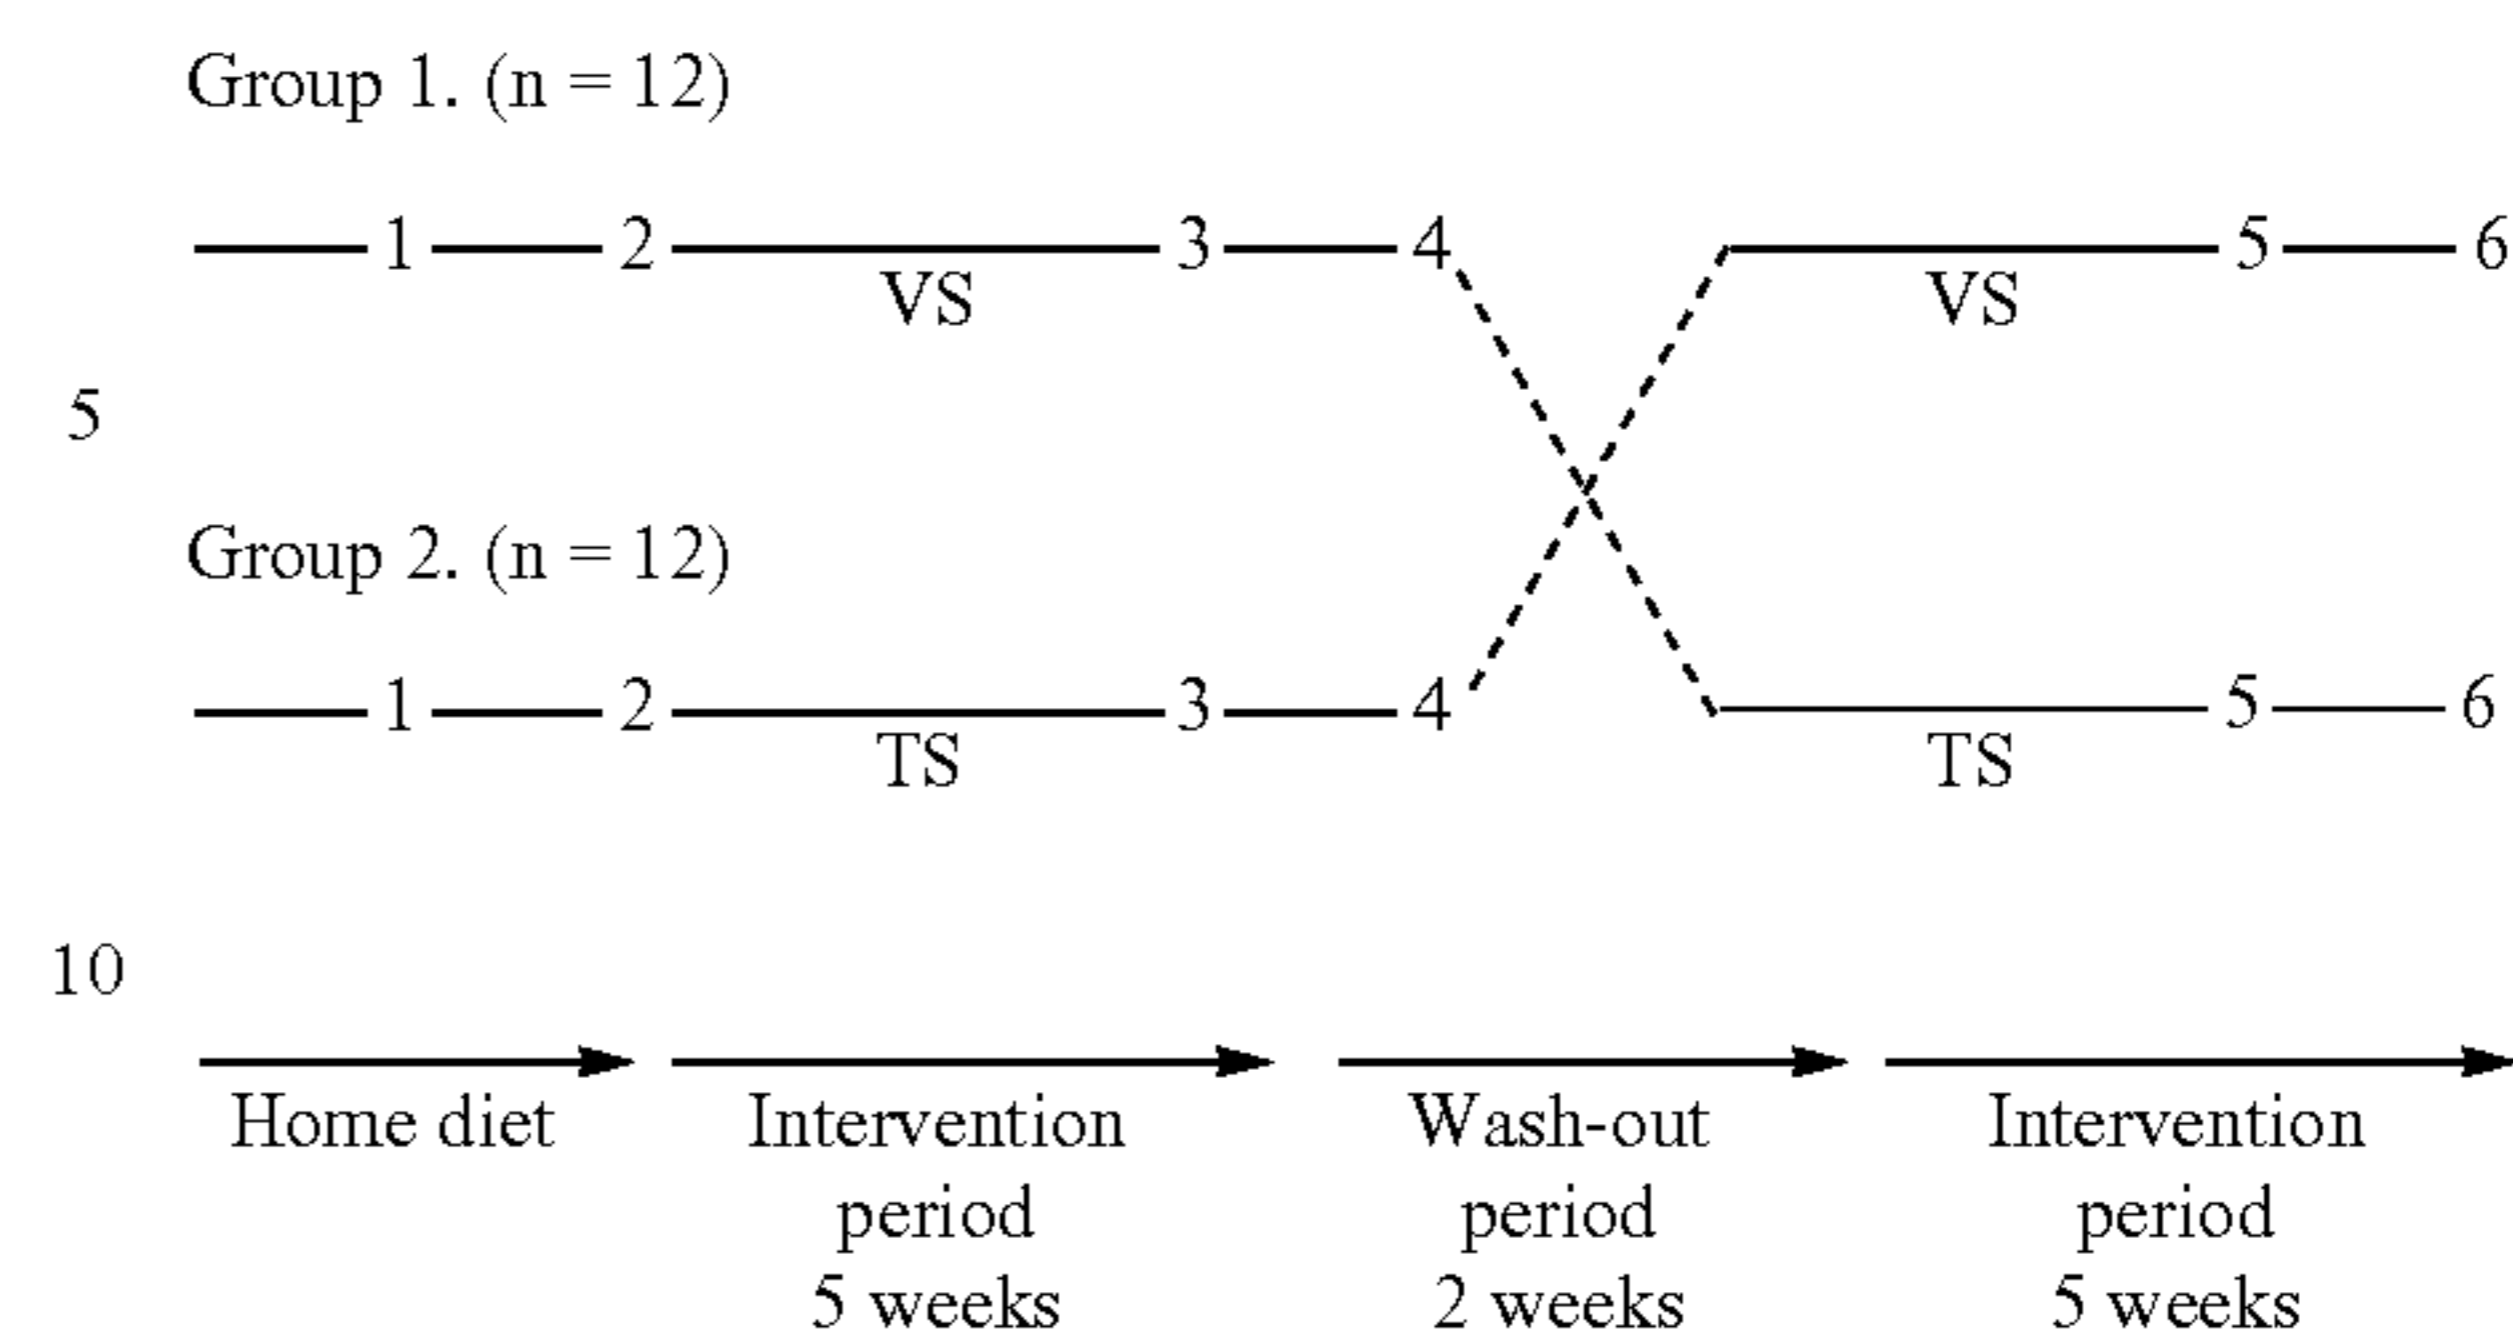 Group 1. (n = 12)
1 2 3 4 5 6
VS VS
5
Group 2. (n = 12)
1 2 3 4 5 6
TS TS
10
Home diet Intervention Wash-out Intervention
period period period
5 weeks 2 weeks 5 weeks